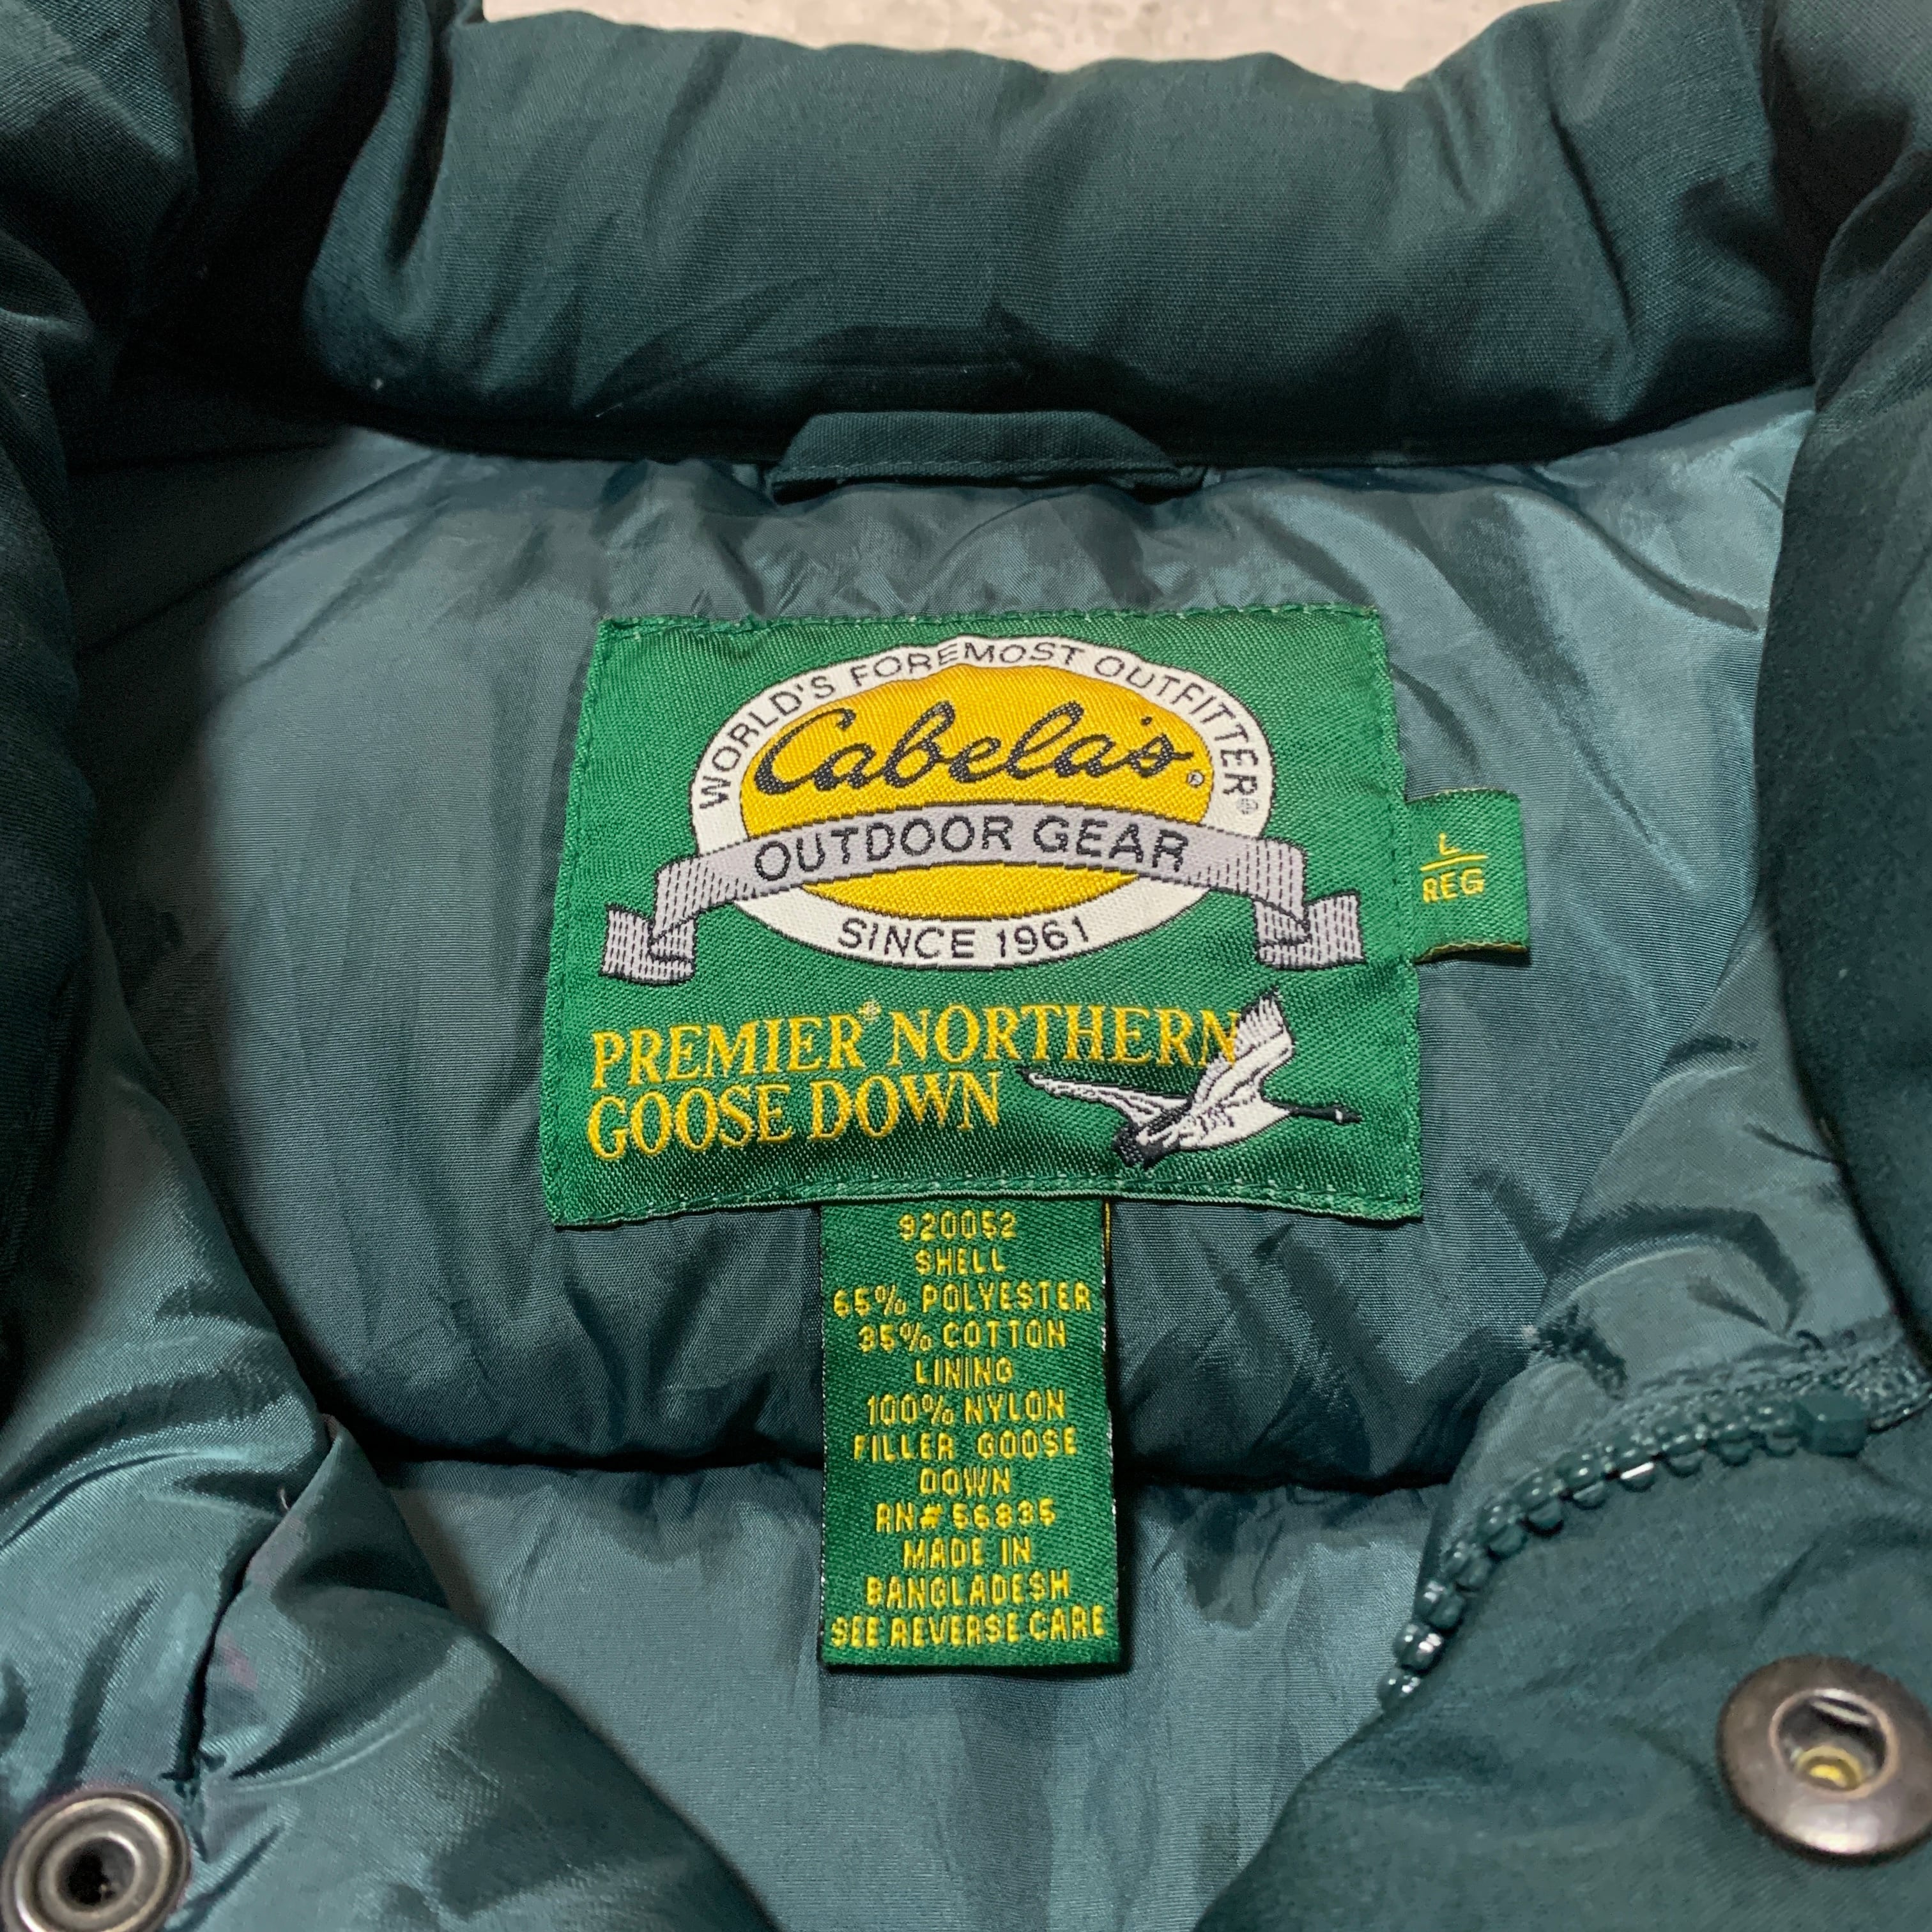 WORLD'S FOREMOST OUTFITTER®
Cabela's®
OUTDOOR GEAR
SINCE 1961
L
REG
PREMIER® NORTHERN
GOOSE DOWN
920052
SHELL
65% POLYESTER
35% COTTON
LINING
100% NYLON
FILLER GOOSE
DOWN
RN# 56835
MADE IN
BANGLADESH
SEE REVERSE CARE